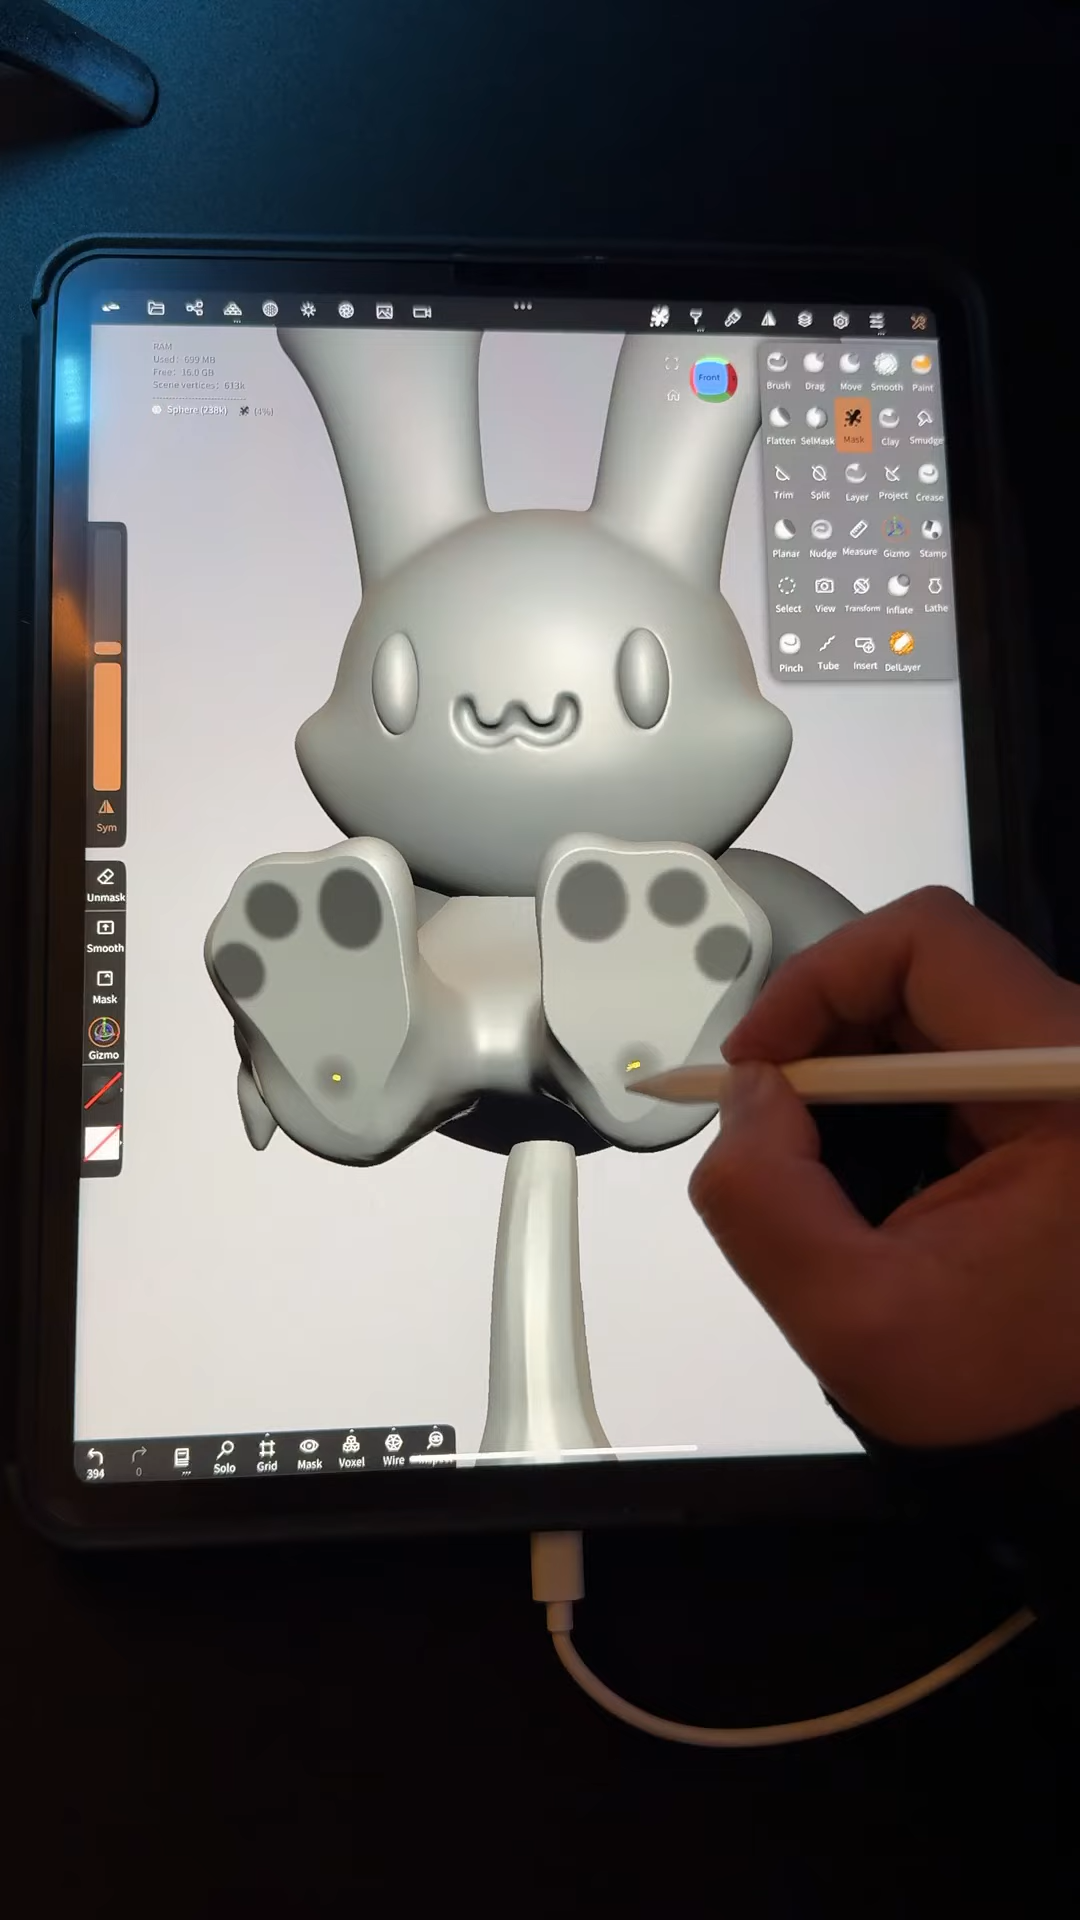 RAM
Used: 699 MB
Free: 16.0 GB
Scene vertices: 613k
Sphere (238k) (4%)
Front
Brush Drag Move Smooth Paint
Flatten SelMask Mask Clay Smudge
Trim Split Layer Project Crease
Planar Nudge Measure Gizmo Stamp
Select View Transform Inflate Lathe
Pinch Tube Insert DelLayer
Sym
Unmask
Smooth
Mask
Gizmo
394 0 Solo Grid Mask Voxel Wire